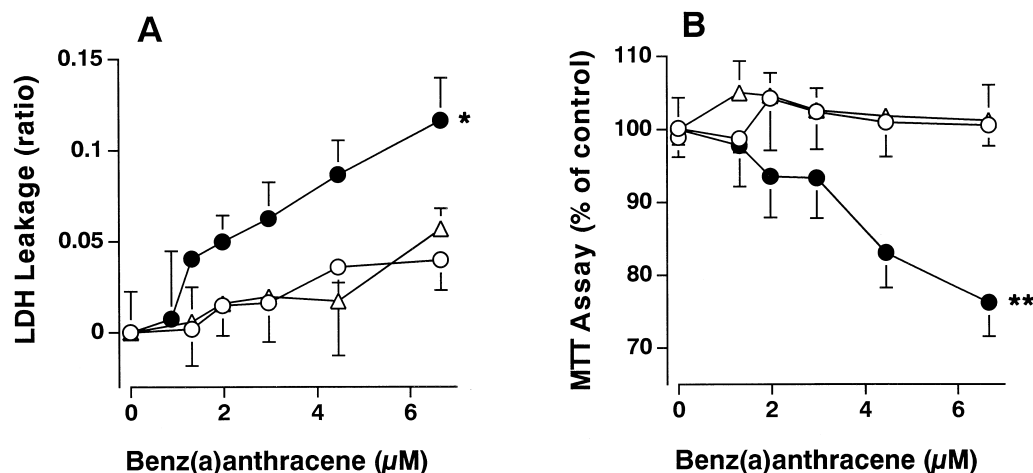 A
LDH Leakage (ratio)
0.15
0.1
0.05
0
*
0 2 4 6
Benz(a)anthracene (µM)
B
MTT Assay (% of control)
110
100
90
80
70
**
0 2 4 6
Benz(a)anthracene (µM)